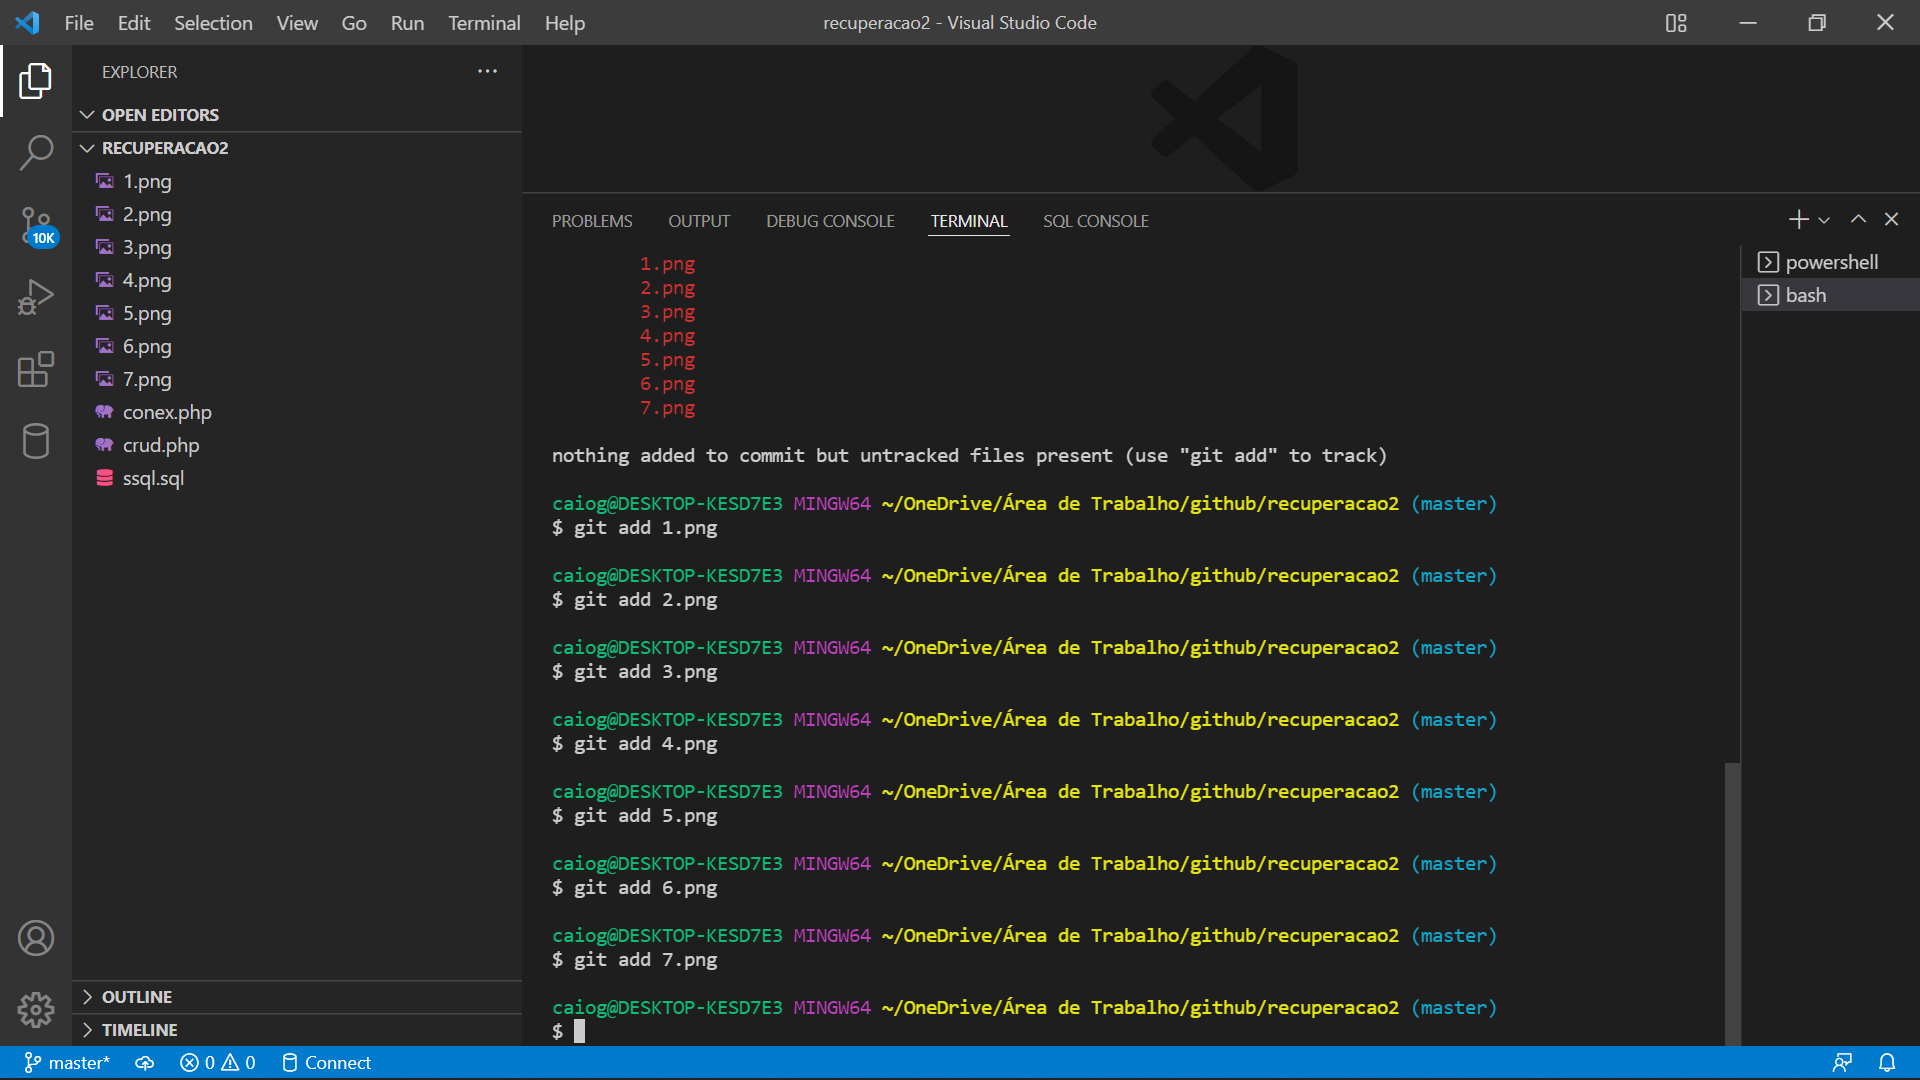 File Edit Selection View Go Run Terminal Help
recuperacao2 - Visual Studio Code
EXPLORER
OPEN EDITORS
RECUPERACAO2
1.png
2.png
3.png
4.png
5.png
6.png
7.png
conex.php
crud.php
ssql.sql
OUTLINE
TIMELINE
10K
PROBLEMS OUTPUT DEBUG CONSOLE TERMINAL SQL CONSOLE
1.png
2.png
3.png
4.png
5.png
6.png
7.png
nothing added to commit but untracked files present (use "git add" to track)
caiog@DESKTOP-KESD7E3 MINGW64 ~/OneDrive/Área de Trabalho/github/recuperacao2 (master)
$ git add 1.png
caiog@DESKTOP-KESD7E3 MINGW64 ~/OneDrive/Área de Trabalho/github/recuperacao2 (master)
$ git add 2.png
caiog@DESKTOP-KESD7E3 MINGW64 ~/OneDrive/Área de Trabalho/github/recuperacao2 (master)
$ git add 3.png
caiog@DESKTOP-KESD7E3 MINGW64 ~/OneDrive/Área de Trabalho/github/recuperacao2 (master)
$ git add 4.png
caiog@DESKTOP-KESD7E3 MINGW64 ~/OneDrive/Área de Trabalho/github/recuperacao2 (master)
$ git add 5.png
caiog@DESKTOP-KESD7E3 MINGW64 ~/OneDrive/Área de Trabalho/github/recuperacao2 (master)
$ git add 6.png
caiog@DESKTOP-KESD7E3 MINGW64 ~/OneDrive/Área de Trabalho/github/recuperacao2 (master)
$ git add 7.png
caiog@DESKTOP-KESD7E3 MINGW64 ~/OneDrive/Área de Trabalho/github/recuperacao2 (master)
$
powershell
bash
master* 0 0 Connect